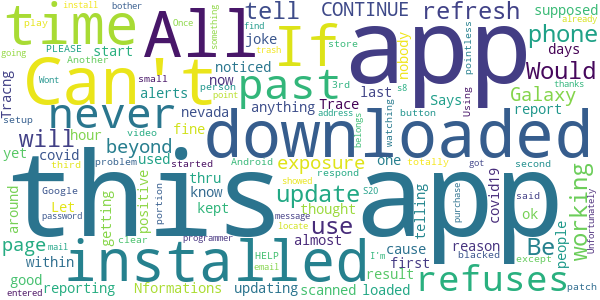 tell CONTINUE refresh
time All If app
joke
supposed
phone
days
nobody
Can't past Would
Tracng
alerts
noticed
now
anything
Trace
last
Says
Galaxy
report
never downloaded
will
nevada
hour
covid
beyond
fine
yet
used
exposure
one
working
this app
Let
thru
know
update
telling
covid19
ok
Be
page
around
positive
getting
kept
thought
use
people
within
almost
cause
reason
good
installed
first
refuses
reporting
Nformations
updating
scanned
loaded
result
start
PLEASE
Another
bother
install
Once
play
going
something
find
trash
store
small
person
point
3rd
address
belongs
watching
button
Using
s8
pointless
already
thanks
Wont
setup
video
problem
started
totally
Android
respond
third
Google
password
portion
mail
clear
showed
message
locate
programmer
HELP
email
S20
I'm
got
purchase
blacked
second
said
except
patch
Unfortunately
entered